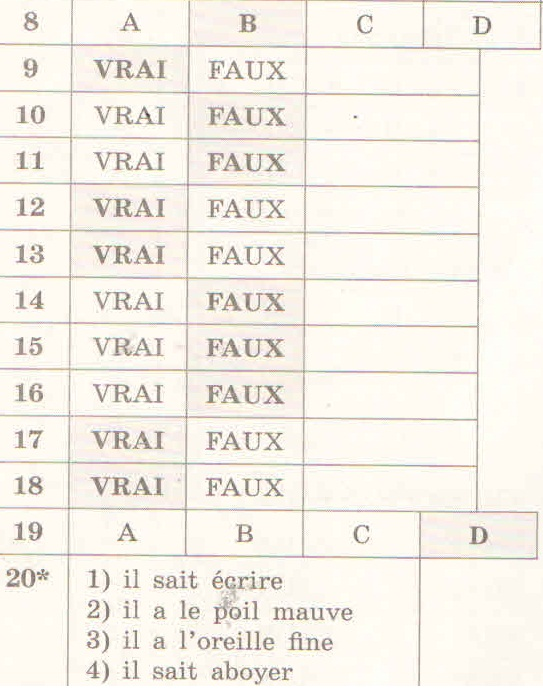 8 A B C D
9 VRAI FAUX
10 VRAI FAUX
11 VRAI FAUX
12 VRAI FAUX
13 VRAI FAUX
14 VRAI FAUX
15 VRAI FAUX
16 VRAI FAUX
17 VRAI FAUX
18 VRAI FAUX
19 A B C D
20* 1) il sait écrire
2) il a le poil mauve
3) il a l'oreille fine
4) il sait aboyer